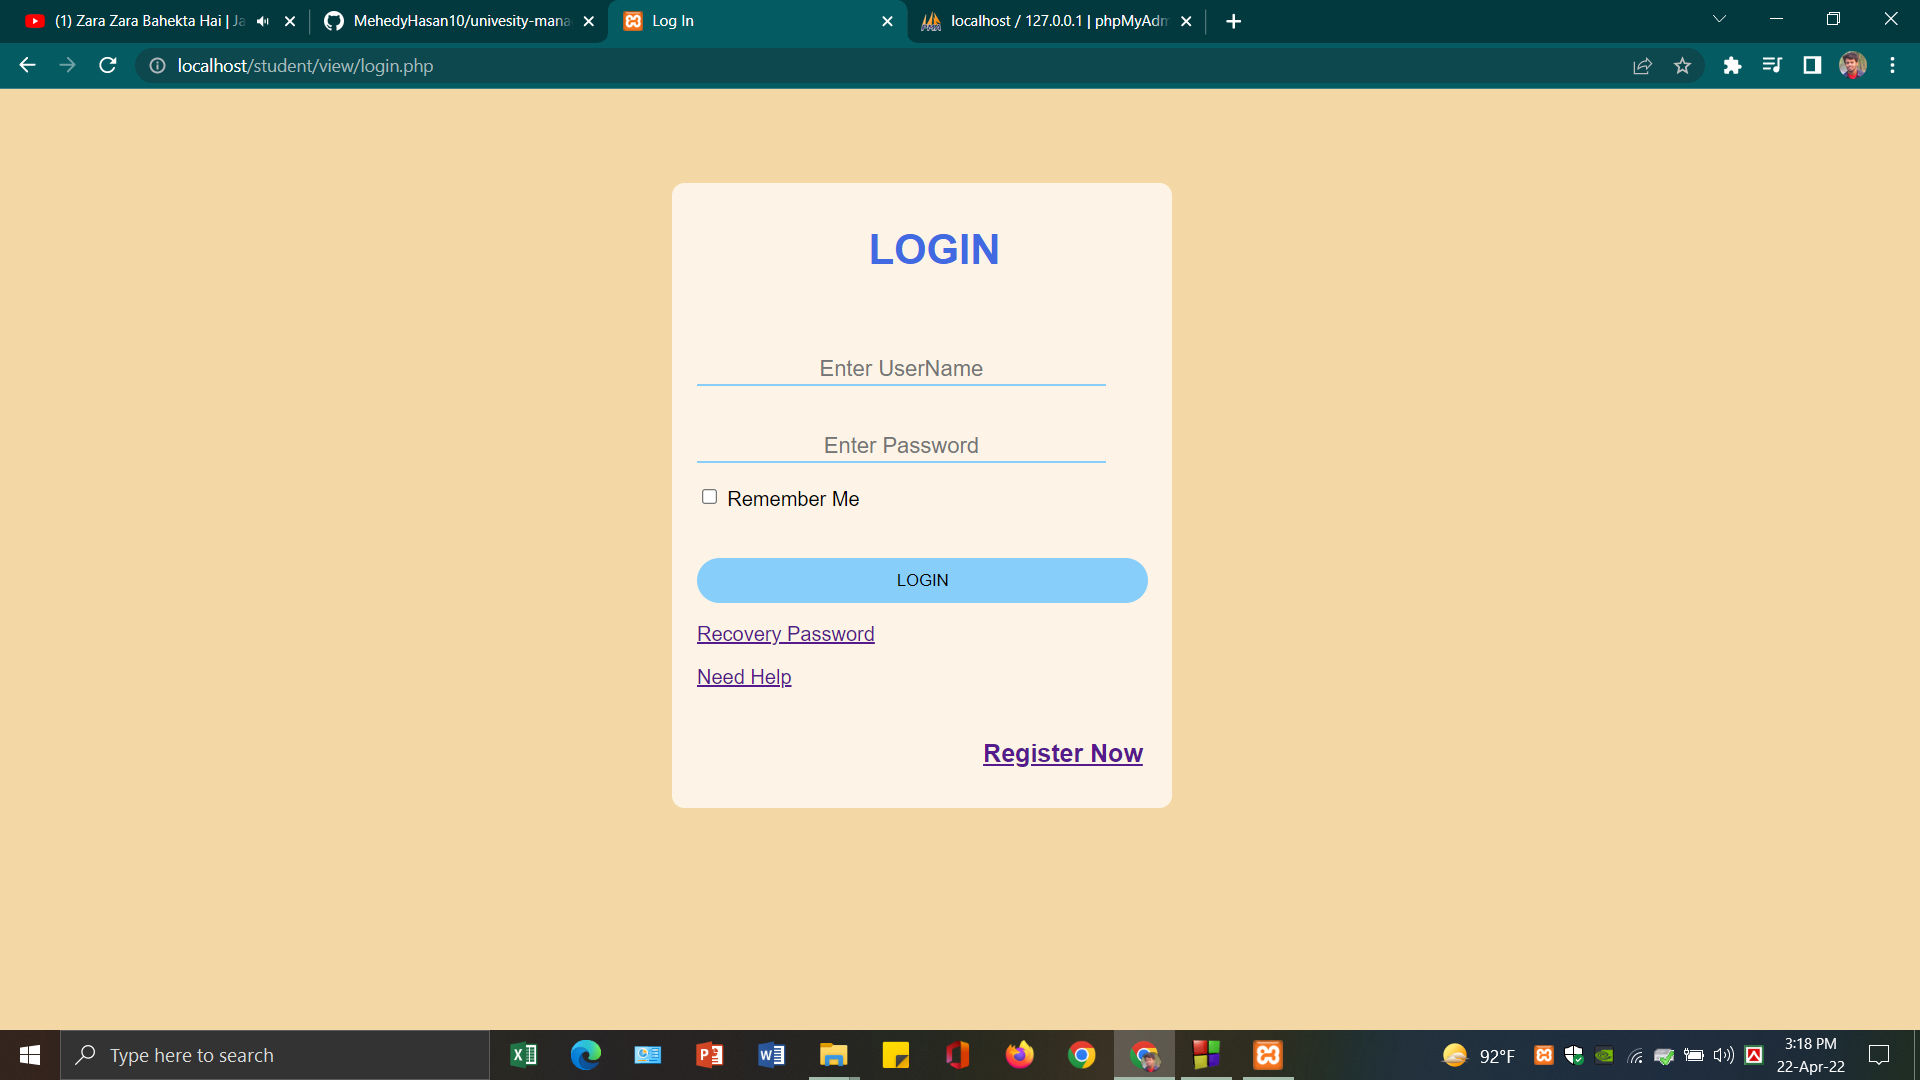 (1) Zara Zara Bahekta Hai | Ja
MehedyHasan10/univesity-mana
Log In
localhost / 127.0.0.1 | phpMyAdm
localhost/student/view/login.php
LOGIN
Enter UserName
Enter Password
Remember Me
LOGIN
Recovery Password
Need Help
Register Now
Type here to search
92°F
3:18 PM
22-Apr-22